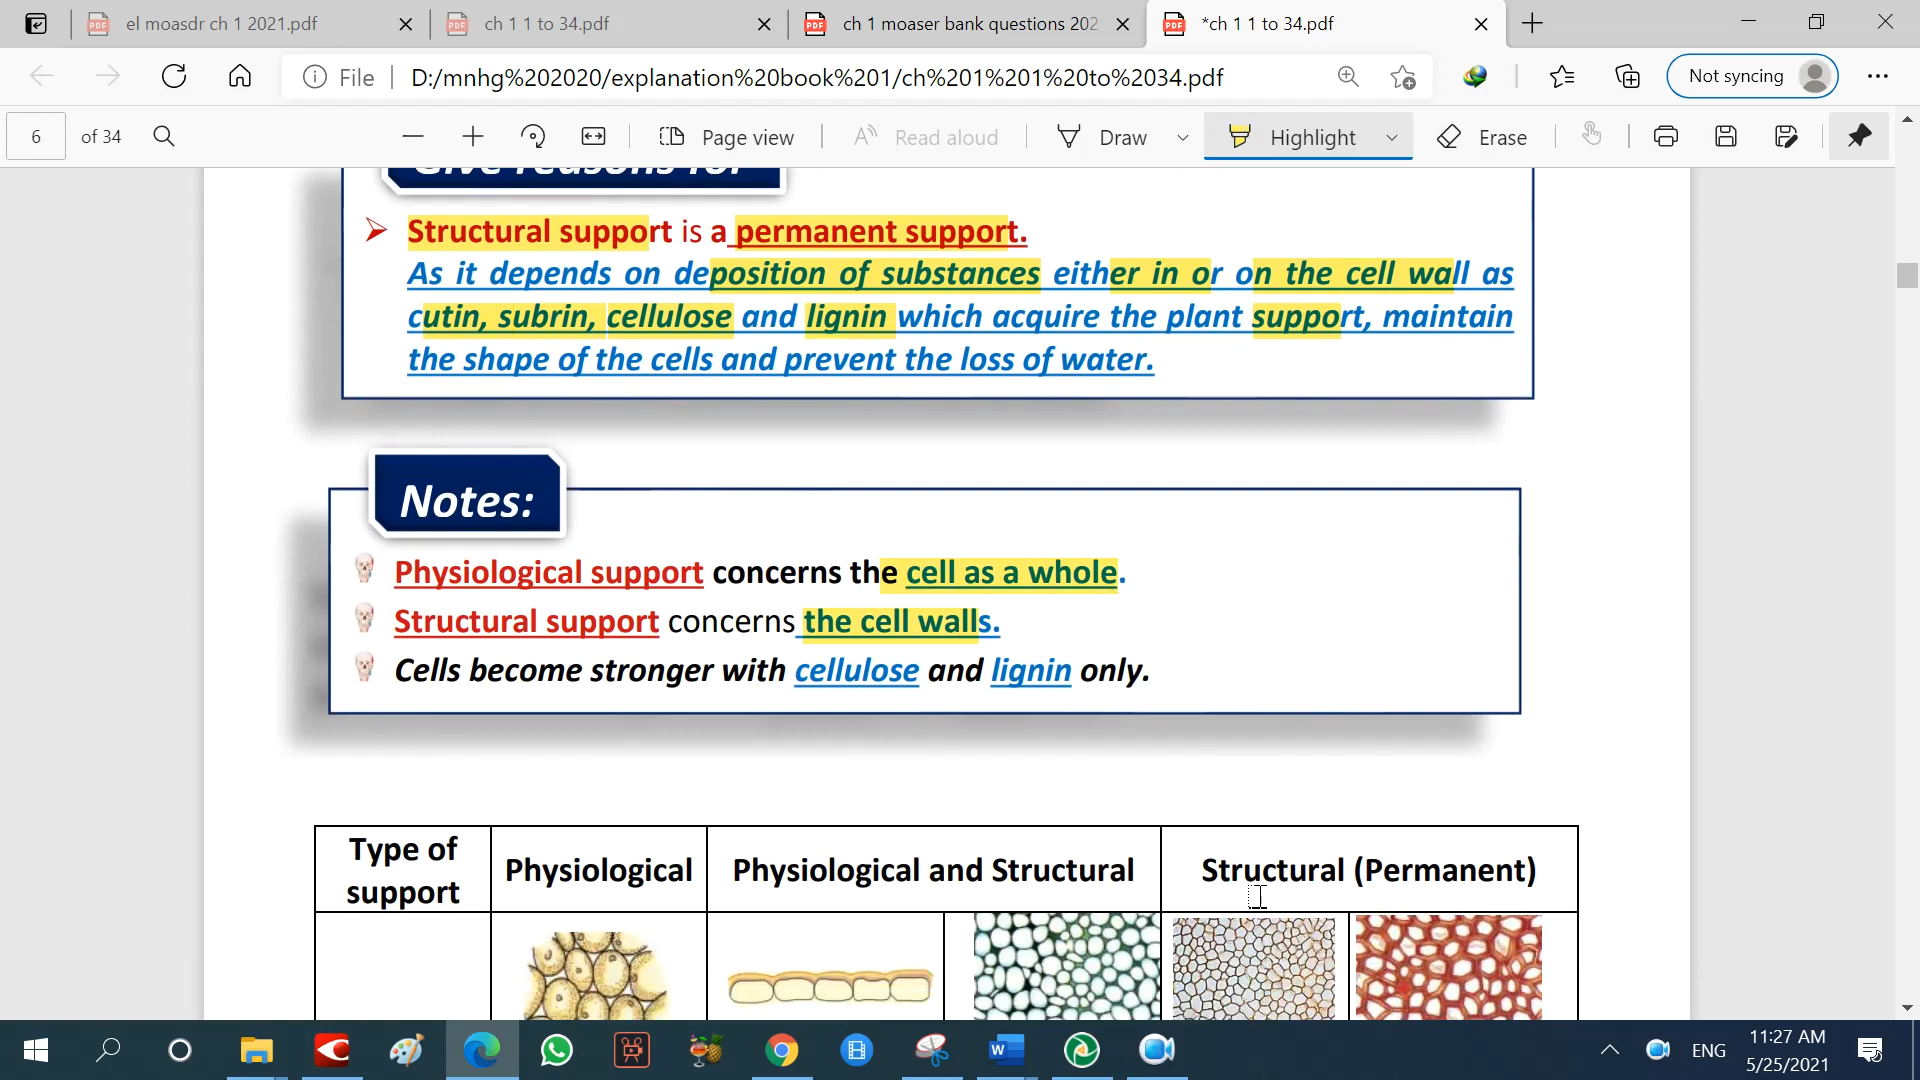 el moasdr ch 1 2021.pdf
ch 1 1 to 34.pdf
ch 1 moaser bank questions 202
*ch 1 1 to 34.pdf
File
D:/mnhg%202020/explanation%20book%201/ch%201%201%20to%2034.pdf
Not syncing
6 of 34
Page view
Read aloud
Draw
Highlight
Erase
Give reasons for
Structural support is a permanent support.
As it depends on deposition of substances either in or on the cell wall as
cutin, subrin, cellulose and lignin which acquire the plant support, maintain
the shape of the cells and prevent the loss of water.
Notes:
Physiological support concerns the cell as a whole.
Structural support concerns the cell walls.
Cells become stronger with cellulose and lignin only.
Type of
support
Physiological
Physiological and Structural
Structural (Permanent)
ENG
11:27 AM
5/25/2021